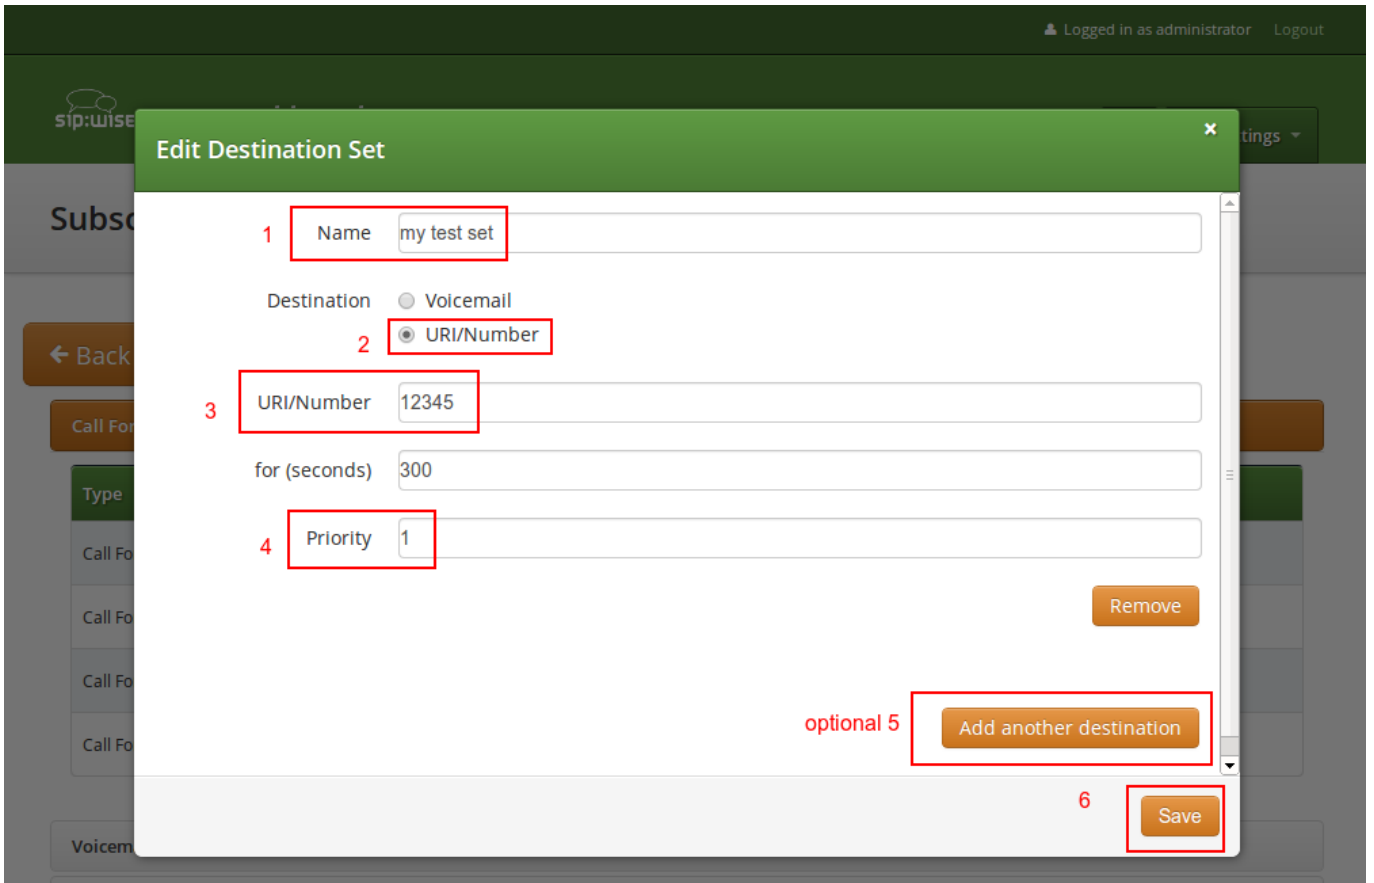 Logged in as administrator Logout
sip:wise
tings
Edit Destination Set ×
Subsc
1 Name my test set
Destination Voicemail
2 URI/Number
Back
3 URI/Number 12345
Call For
for (seconds) 300
Type
4 Priority 1
Call Fo
Remove
Call Fo
Call Fo
optional 5 Add another destination
Call Fo
6 Save
Voicem